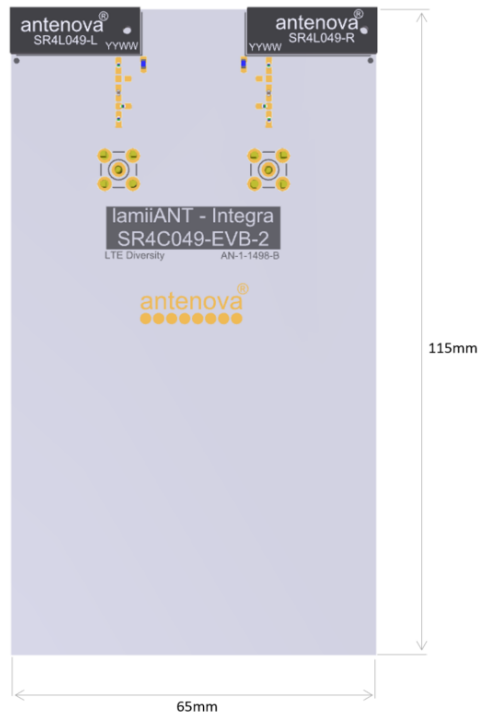 antenova®
SR4L049-L
YYWW
antenova®
SR4L049-R
YYWW
lamiiANT - Integra
SR4C049-EVB-2
LTE Diversity AN-1-1498-B
antenova®
115mm
65mm